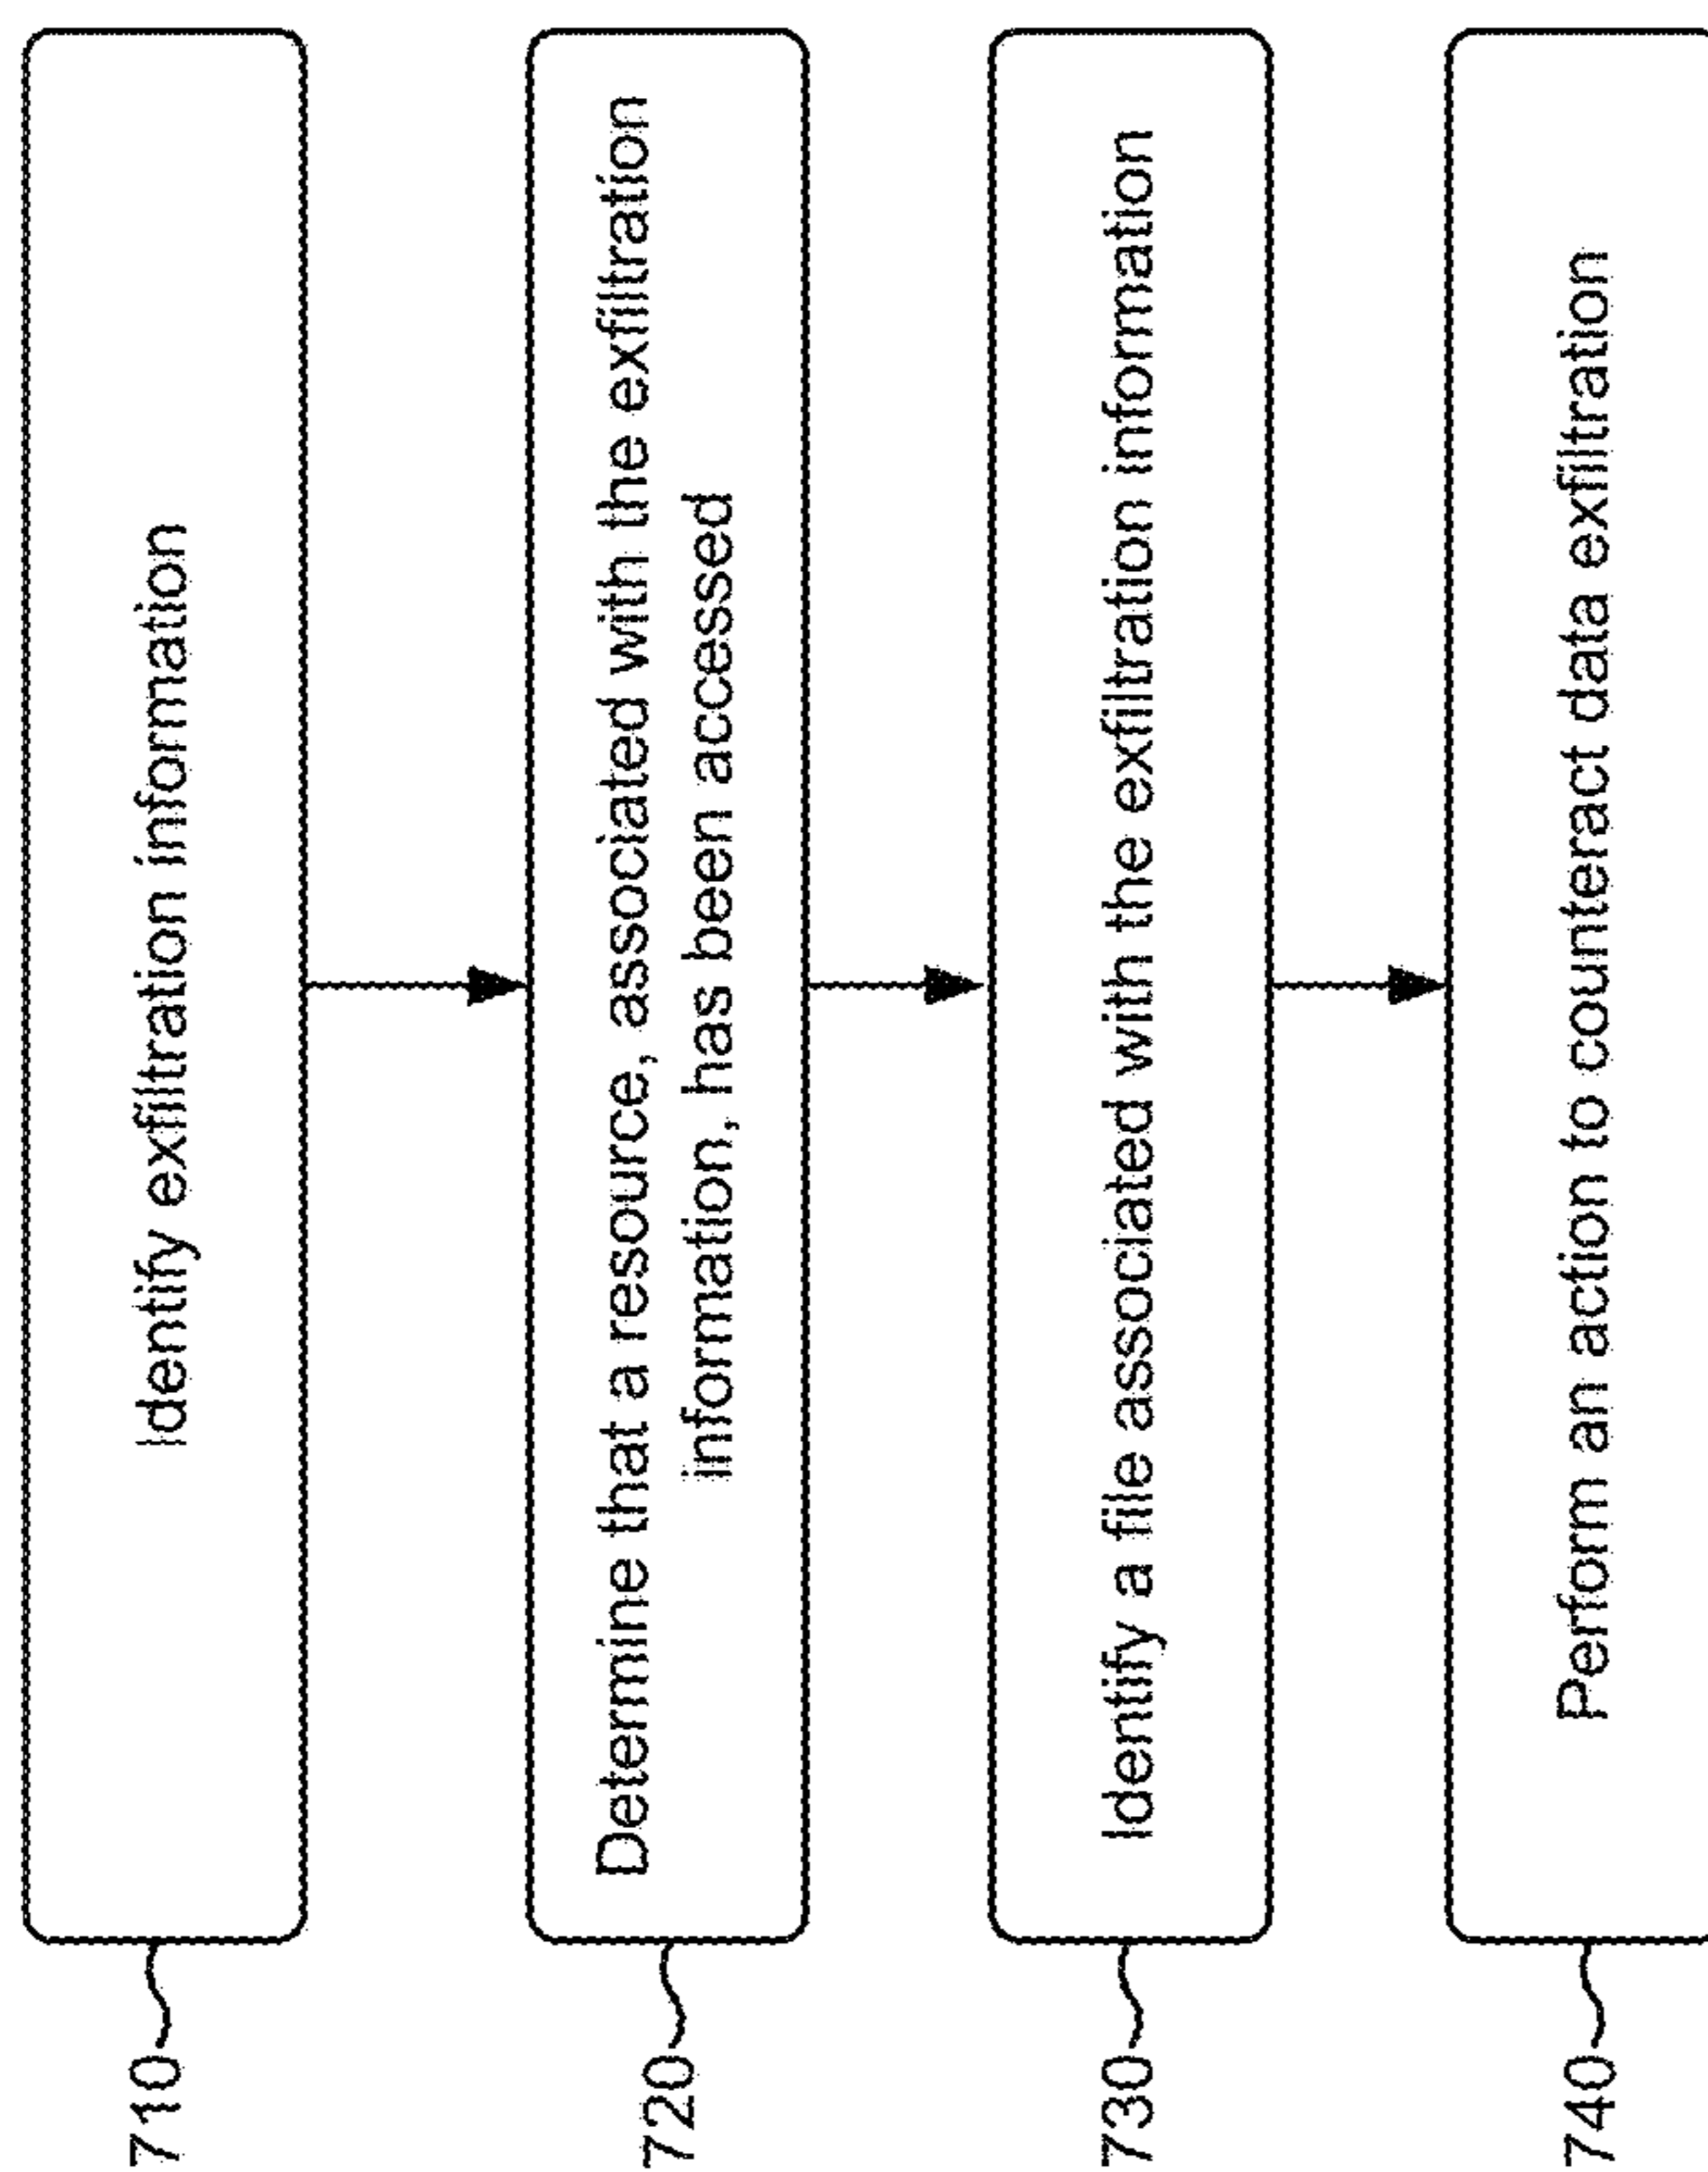 710
Identify exfiltration information
720
Determine that a resource, associated with the exfiltration
information, has been accessed
730
Identify a file associated with the exfiltration information
740
Perform an action to counteract data exfiltration